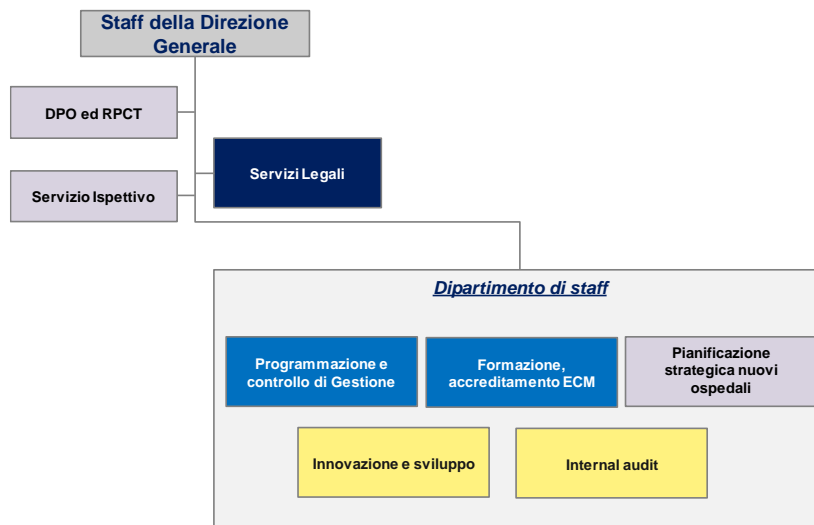 Staff della Direzione
Generale
DPO ed RPCT
Servizi Legali
Servizio Ispettivo
Dipartimento di staff
Programmazione e
controllo di Gestione
Formazione,
accreditamento ECM
Pianificazione
strategica nuovi
ospedali
Innovazione e sviluppo
Internal audit